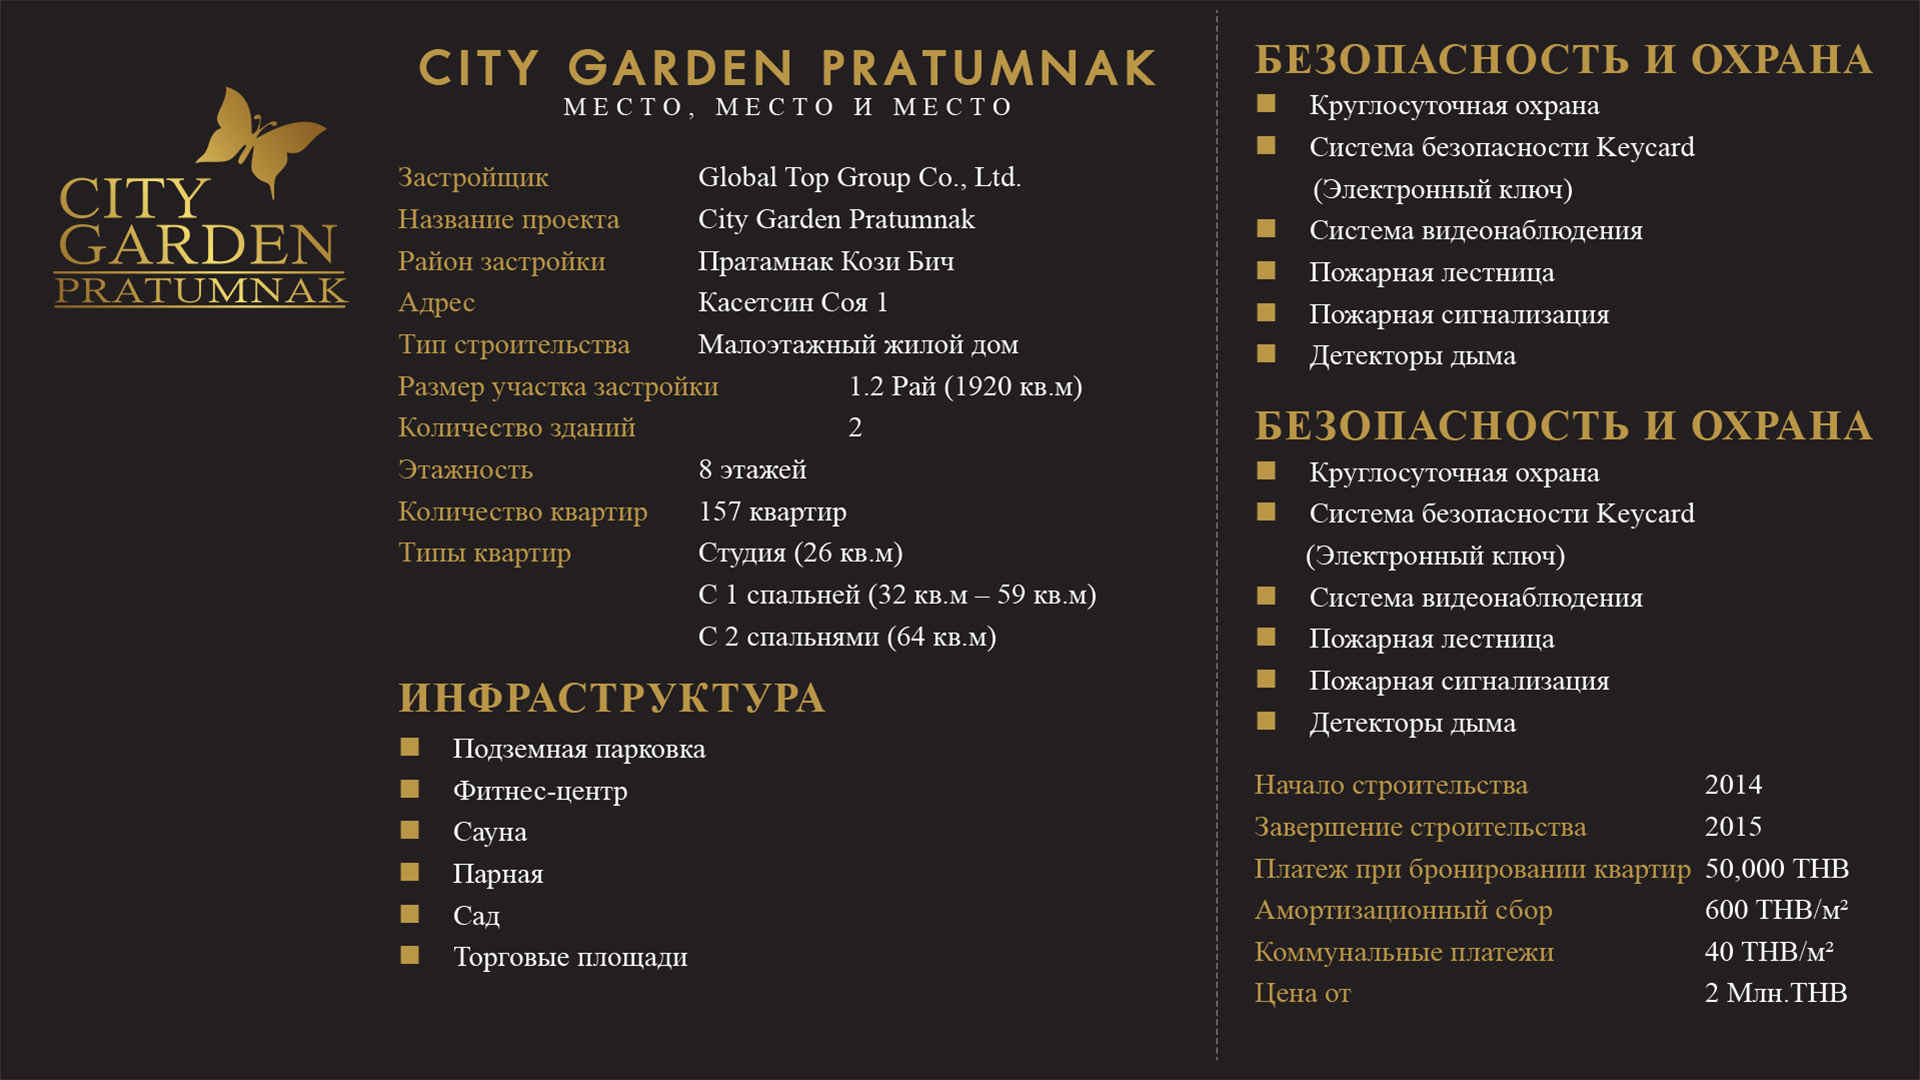 CITY
GARDEN
PRATUMNAK
CITY GARDEN PRATUMNAK
МЕСТО, МЕСТО И МЕСТО
Застройщик Global Top Group Co., Ltd.
Название проекта City Garden Pratumnak
Район застройки Пратамнак Кози Бич
Адрес Касетсин Соя 1
Тип строительства Малоэтажный жилой дом
Размер участка застройки 1.2 Рай (1920 кв.м)
Количество зданий 2
Этажность 8 этажей
Количество квартир 157 квартир
Типы квартир Студия (26 кв.м)
С 1 спальней (32 кв.м – 59 кв.м)
С 2 спальнями (64 кв.м)
ИНФРАСТРУКТУРА
Подземная парковка
Фитнес-центр
Сауна
Парная
Сад
Торговые площади
БЕЗОПАСНОСТЬ И ОХРАНА
Круглосуточная охрана
Система безопасности Keycard
(Электронный ключ)
Система видеонаблюдения
Пожарная лестница
Пожарная сигнализация
Детекторы дыма
БЕЗОПАСНОСТЬ И ОХРАНА
Круглосуточная охрана
Система безопасности Keycard
(Электронный ключ)
Система видеонаблюдения
Пожарная лестница
Пожарная сигнализация
Детекторы дыма
Начало строительства 2014
Завершение строительства 2015
Платеж при бронировании квартир 50,000 THB
Амортизационный сбор 600 THB/м²
Коммунальные платежи 40 THB/м²
Цена от 2 Млн.THB